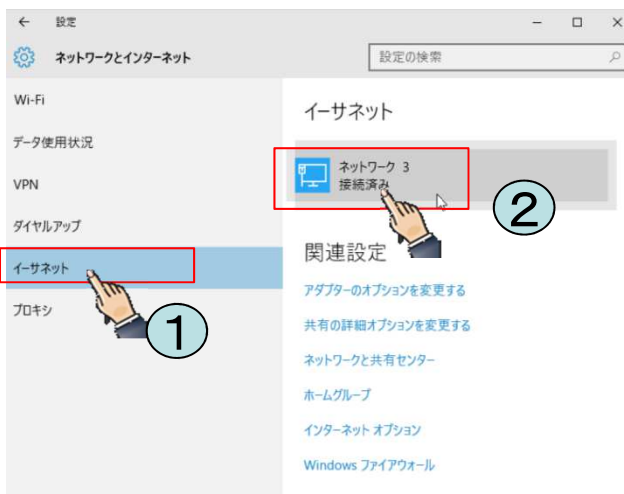 設定
ネットワークとインターネット
設定の検索
Wi-Fi
データ使用状況
VPN
ダイヤルアップ
イーサネット
プロキシ
①
イーサネット
ネットワーク 3
接続済み
②
関連設定
アダプターのオプションを変更する
共有の詳細オプションを変更する
ネットワークと共有センター
ホームグループ
インターネット オプション
Windows ファイアウォール